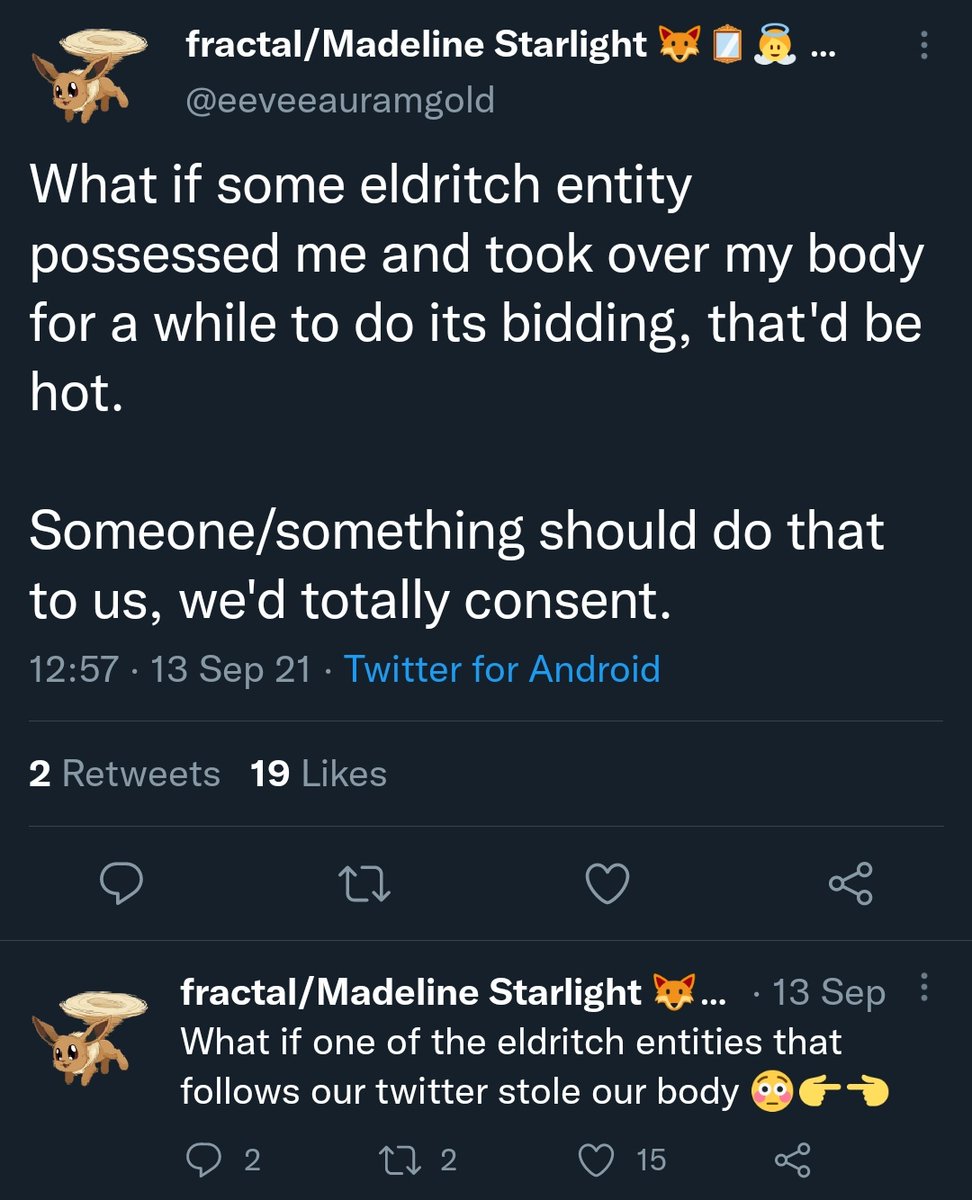 fractal/Madeline Starlight 🦊🪞👼 ...
@eeveeauramgold
What if some eldritch entity
possessed me and took over my body
for a while to do its bidding, that'd be
hot.
Someone/something should do that
to us, we'd totally consent.
12:57 · 13 Sep 21 · Twitter for Android
2 Retweets 19 Likes
fractal/Madeline Starlight 🦊... · 13 Sep
What if one of the eldritch entities that
follows our twitter stole our body 😳👉👈
2 2 15